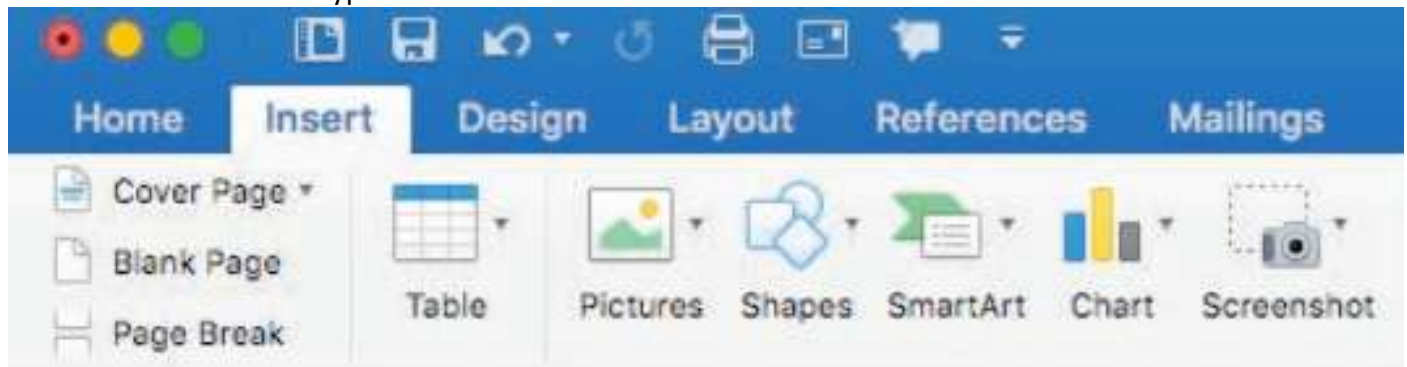 Home Insert Design Layout References Mailings
Cover Page
Blank Page
Page Break
Table Pictures Shapes SmartArt Chart Screenshot